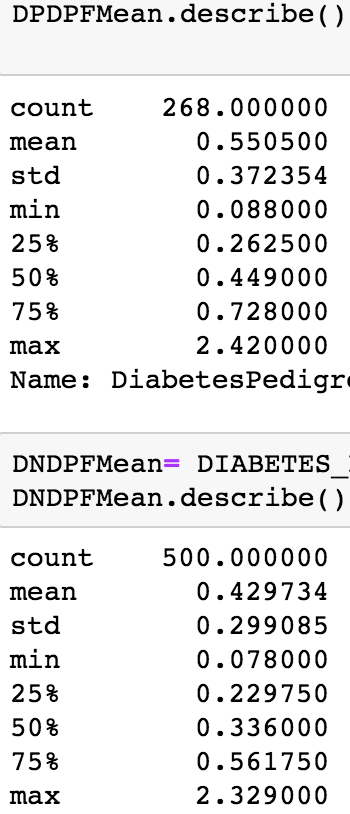 DPDPFMean.describe()
count 268.000000
mean 0.550500
std 0.372354
min 0.088000
25% 0.262500
50% 0.449000
75% 0.728000
max 2.420000
Name: DiabetesPedigre
DNDPFMean= DIABETES_
DNDPFMean.describe()
count 500.000000
mean 0.429734
std 0.299085
min 0.078000
25% 0.229750
50% 0.336000
75% 0.561750
max 2.329000